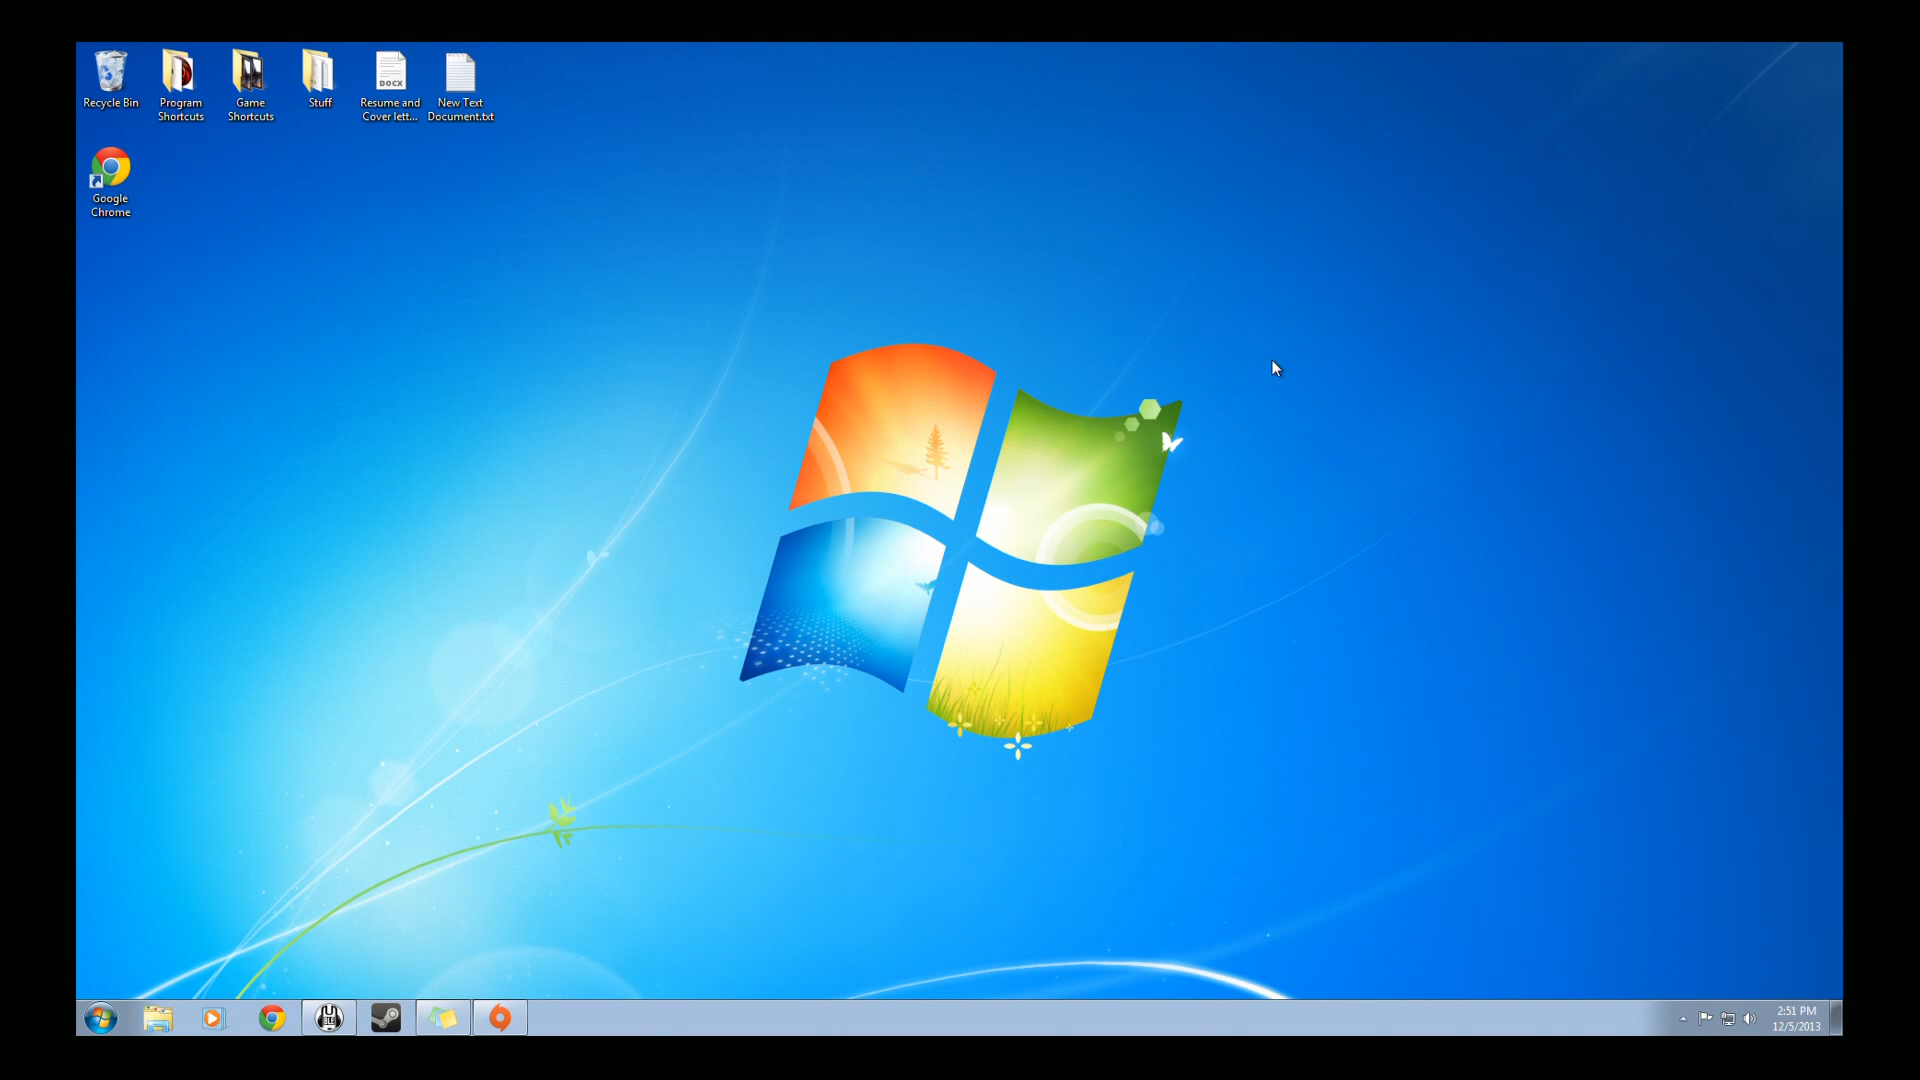 Recycle Bin
Program
Shortcuts
Game
Shortcuts
Stuff
DOCX
Resume and
Cover lett...
New Text
Document.txt
Google
Chrome
2:51 PM
12/5/2013